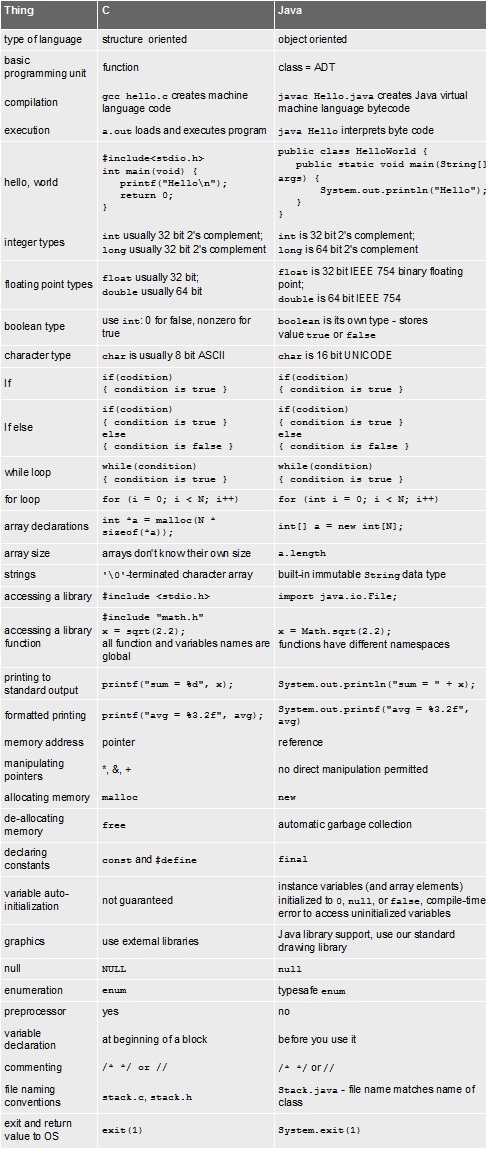 Thing C Java
type of language structure oriented object oriented
basic programming unit function class = ADT
compilation gcc hello.c creates machine language code javac Hello.java creates Java virtual machine language bytecode
execution a.out loads and executes program java Hello interprets byte code
hello, world
#include<stdio.h>
int main(void) {
printf("Hello\n");
return 0;
}
public class HelloWorld {
public static void main(String[]
args) {
System.out.println("Hello");
}
}
integer types
int usually 32 bit 2's complement;
long usually 32 bit 2's complement
int is 32 bit 2's complement;
long is 64 bit 2's complement
floating point types
float usually 32 bit;
double usually 64 bit
float is 32 bit IEEE 754 binary floating
point;
double is 64 bit IEEE 754
boolean type
use int: 0 for false, nonzero for
true
boolean is its own type - stores
value true or false
character type char is usually 8 bit ASCII char is 16 bit UNICODE
If
if(codition)
{ condition is true }
if(codition)
{ condition is true }
If else
if(codition)
{ condition is true }
else
{ condition is false }
if(codition)
{ condition is true }
else
{ condition is false }
while loop
while(condition)
{ condition is true }
while(condition)
{ condition is true }
for loop for (i = 0; i < N; i++) for (int i = 0; i < N; i++)
array declarations
int *a = malloc(N *
sizeof(*a));
int[] a = new int[N];
array size arrays don't know their own size a.length
strings '\0'-terminated character array built-in immutable String data type
accessing a library #include <stdio.h> import java.io.File;
accessing a library
function
#include "math.h"
x = sqrt(2.2);
all function and variables names are
global
x = Math.sqrt(2.2);
functions have different namespaces
printing to
standard output
printf("sum = %d", x);
System.out.println("sum = " + x);
formatted printing
printf("avg = %3.2f", avg);
System.out.printf("avg = %3.2f",
avg)
memory address pointer reference
manipulating
pointers
*, &, +
no direct manipulation permitted
allocating memory malloc new
de-allocating
memory
free
automatic garbage collection
declaring
constants
const and #define
final
variable auto-
initialization
not guaranteed
instance variables (and array elements)
initialized to 0, null, or false, compile-time
error to access uninitialized variables
graphics
use external libraries
Java library support, use our standard
drawing library
null NULL null
enumeration enum typesafe enum
preprocessor yes no
variable
declaration
at beginning of a block
before you use it
commenting /* */ or // /* */ or //
file naming
conventions
stack.c, stack.h
Stack.java - file name matches name of
class
exit and return
value to OS
exit(1)
System.exit(1)